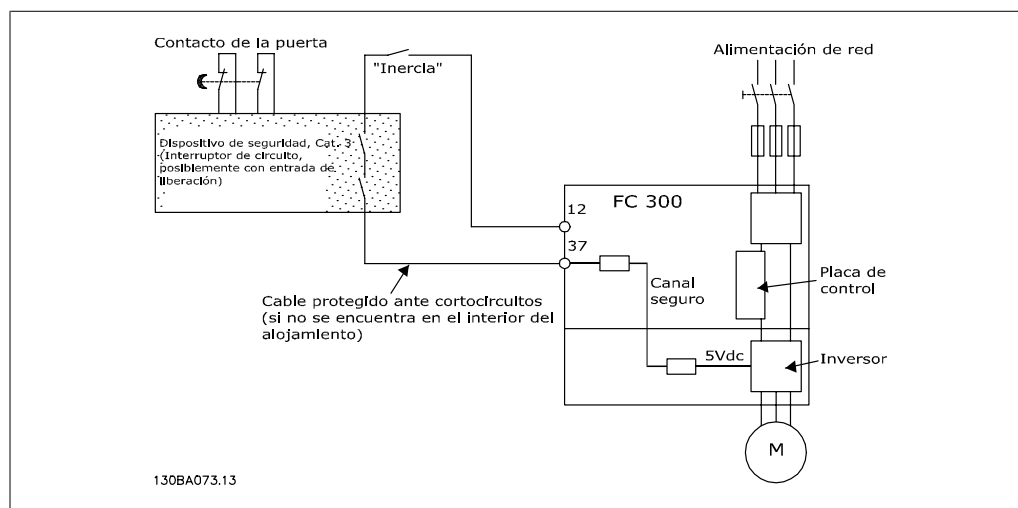 Contacto de la puerta
"Inercia"
Alimentación de red
Dispositivo de seguridad, Cat. 3
(Interruptor de circuito,
posiblemente con entrada de
liberación)
FC 300
12
37
Canal
seguro
Placa de
control
Cable protegido ante cortocircuitos
(si no se encuentra en el interior del
alojamiento)
5Vdc
Inversor
M
130BA073.13